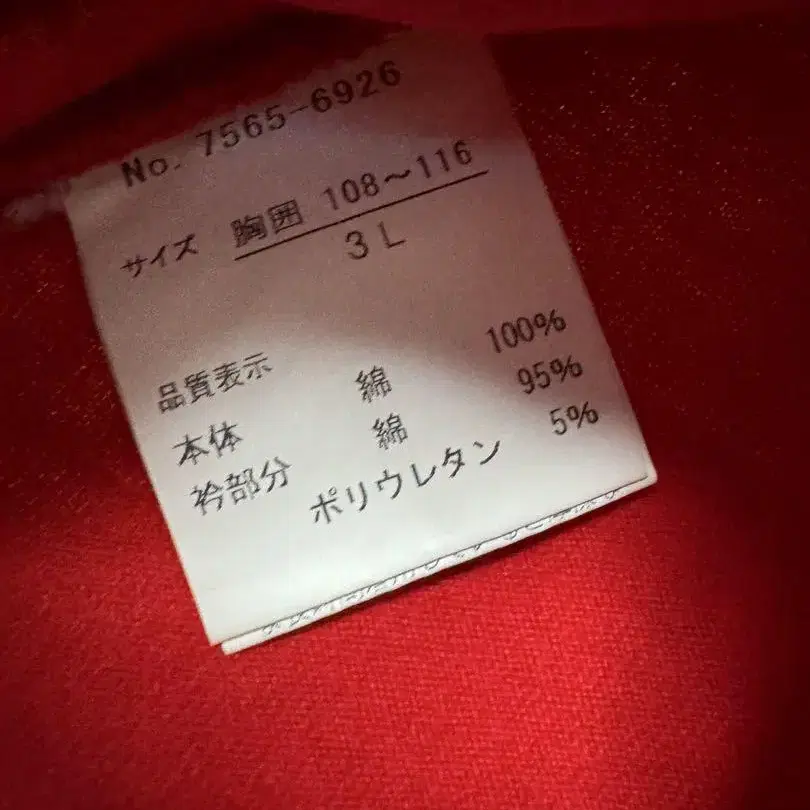 No. 7565-6926
サイズ 胸囲 108～116
3L
品質表示
本体 綿 100%
衿部分 綿 95%
ポリウレタン 5%